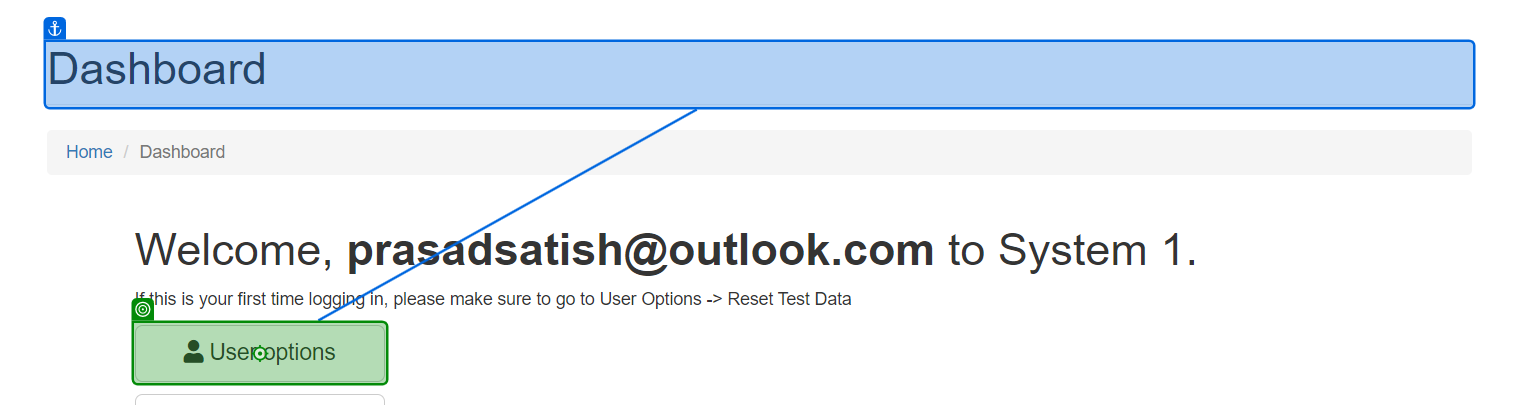 Dashboard
Home / Dashboard
Welcome, prasadsatish@outlook.com to System 1.
If this is your first time logging in, please make sure to go to User Options -> Reset Test Data
User options